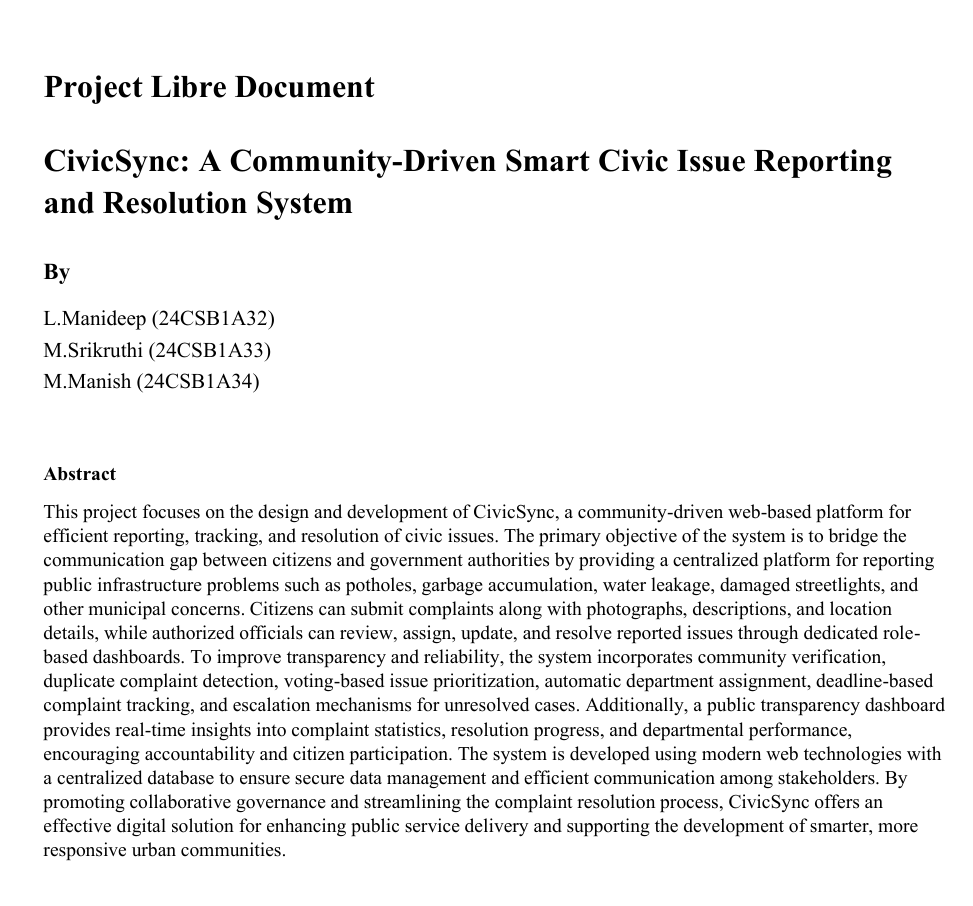 Project Libre Document
CivicSync: A Community-Driven Smart Civic Issue Reporting
and Resolution System
By
L.Manideep (24CSB1A32)
M.Srikruthi (24CSB1A33)
M.Manish (24CSB1A34)
Abstract
This project focuses on the design and development of CivicSync, a community-driven web-based platform for
efficient reporting, tracking, and resolution of civic issues. The primary objective of the system is to bridge the
communication gap between citizens and government authorities by providing a centralized platform for reporting
public infrastructure problems such as potholes, garbage accumulation, water leakage, damaged streetlights, and
other municipal concerns. Citizens can submit complaints along with photographs, descriptions, and location
details, while authorized officials can review, assign, update, and resolve reported issues through dedicated role-
based dashboards. To improve transparency and reliability, the system incorporates community verification,
duplicate complaint detection, voting-based issue prioritization, automatic department assignment, deadline-based
complaint tracking, and escalation mechanisms for unresolved cases. Additionally, a public transparency dashboard
provides real-time insights into complaint statistics, resolution progress, and departmental performance,
encouraging accountability and citizen participation. The system is developed using modern web technologies with
a centralized database to ensure secure data management and efficient communication among stakeholders. By
promoting collaborative governance and streamlining the complaint resolution process, CivicSync offers an
effective digital solution for enhancing public service delivery and supporting the development of smarter, more
responsive urban communities.